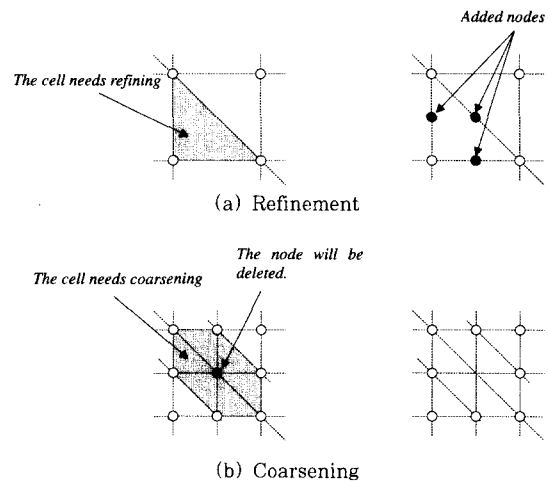 Added nodes
The cell needs refining
(a) Refinement
The node will be
deleted.
The cell needs coarsening
(b) Coarsening